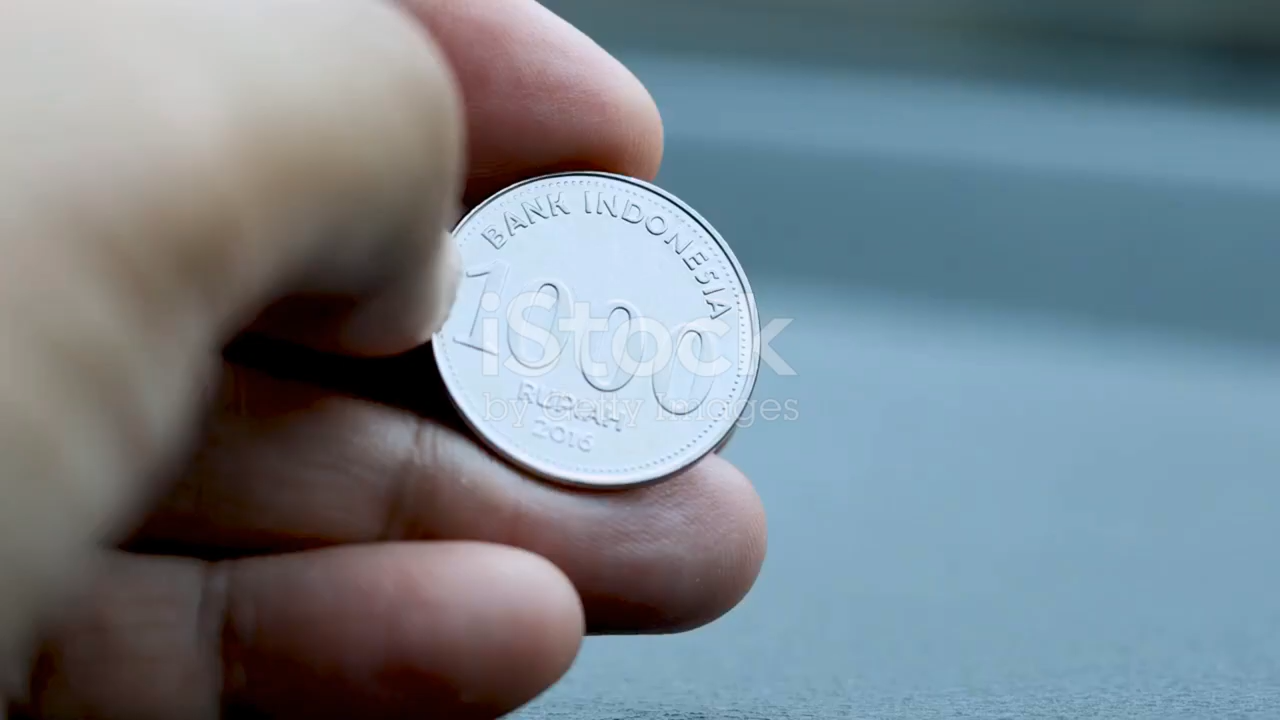 BANK INDONESIA
1000
RUPIAH
2016
iStock
by Getty Images